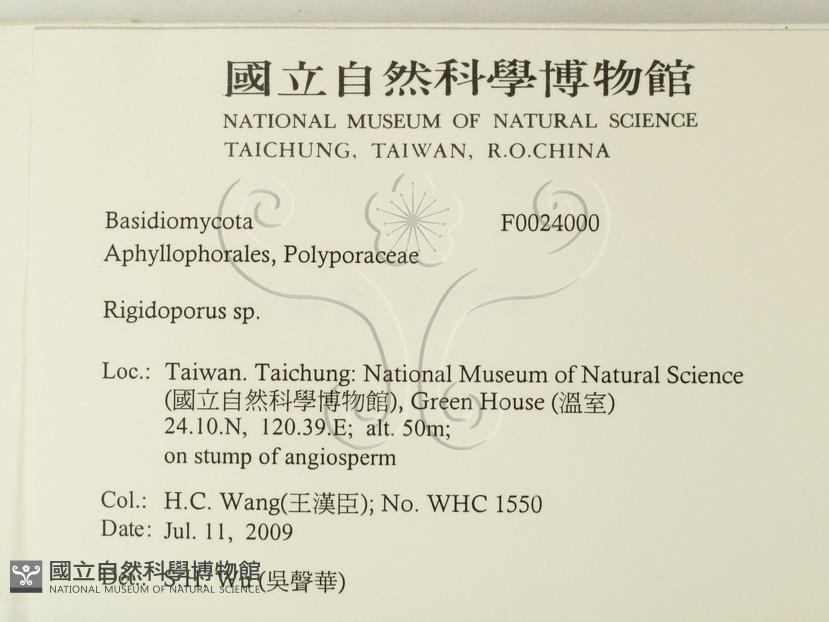 國立自然科學博物館
NATIONAL MUSEUM OF NATURAL SCIENCE
TAICHUNG, TAIWAN, R.O.CHINA
Basidiomycota F0024000
Aphyllophorales, Polyporaceae
Rigidoporus sp.
Loc.: Taiwan. Taichung: National Museum of Natural Science
(國立自然科學博物館), Green House (溫室)
24.10.N, 120.39.E; alt. 50m;
on stump of angiosperm
Col.: H.C. Wang(王漢臣); No. WHC 1550
Date: Jul. 11, 2009
Det.: S.H. Wu (吳聲華)
國立自然科學博物館
NATIONAL MUSEUM OF NATURAL SCIENCE